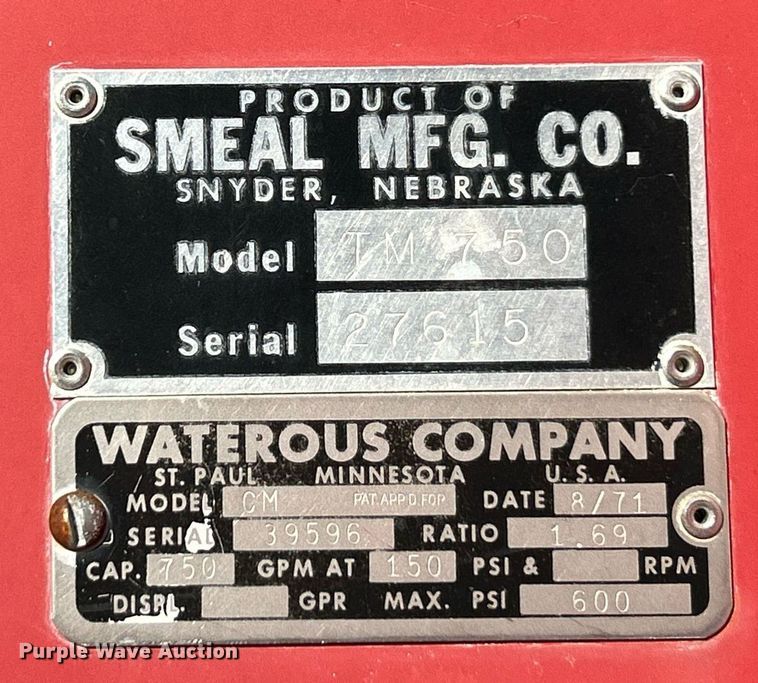 PRODUCT OF
SMEAL MFG. CO.
SNYDER, NEBRASKA
Model TM 750
Serial 27615
WATEROUS COMPANY
ST. PAUL MINNESOTA U.S.A.
MODEL CM PAT. APP'D. FOR DATE 8/71
SERIAL 39596 RATIO 1.69
CAP. 750 GPM AT 150 PSI & RPM
DISPL. GPR MAX. PSI 600
Purple Wave Auction